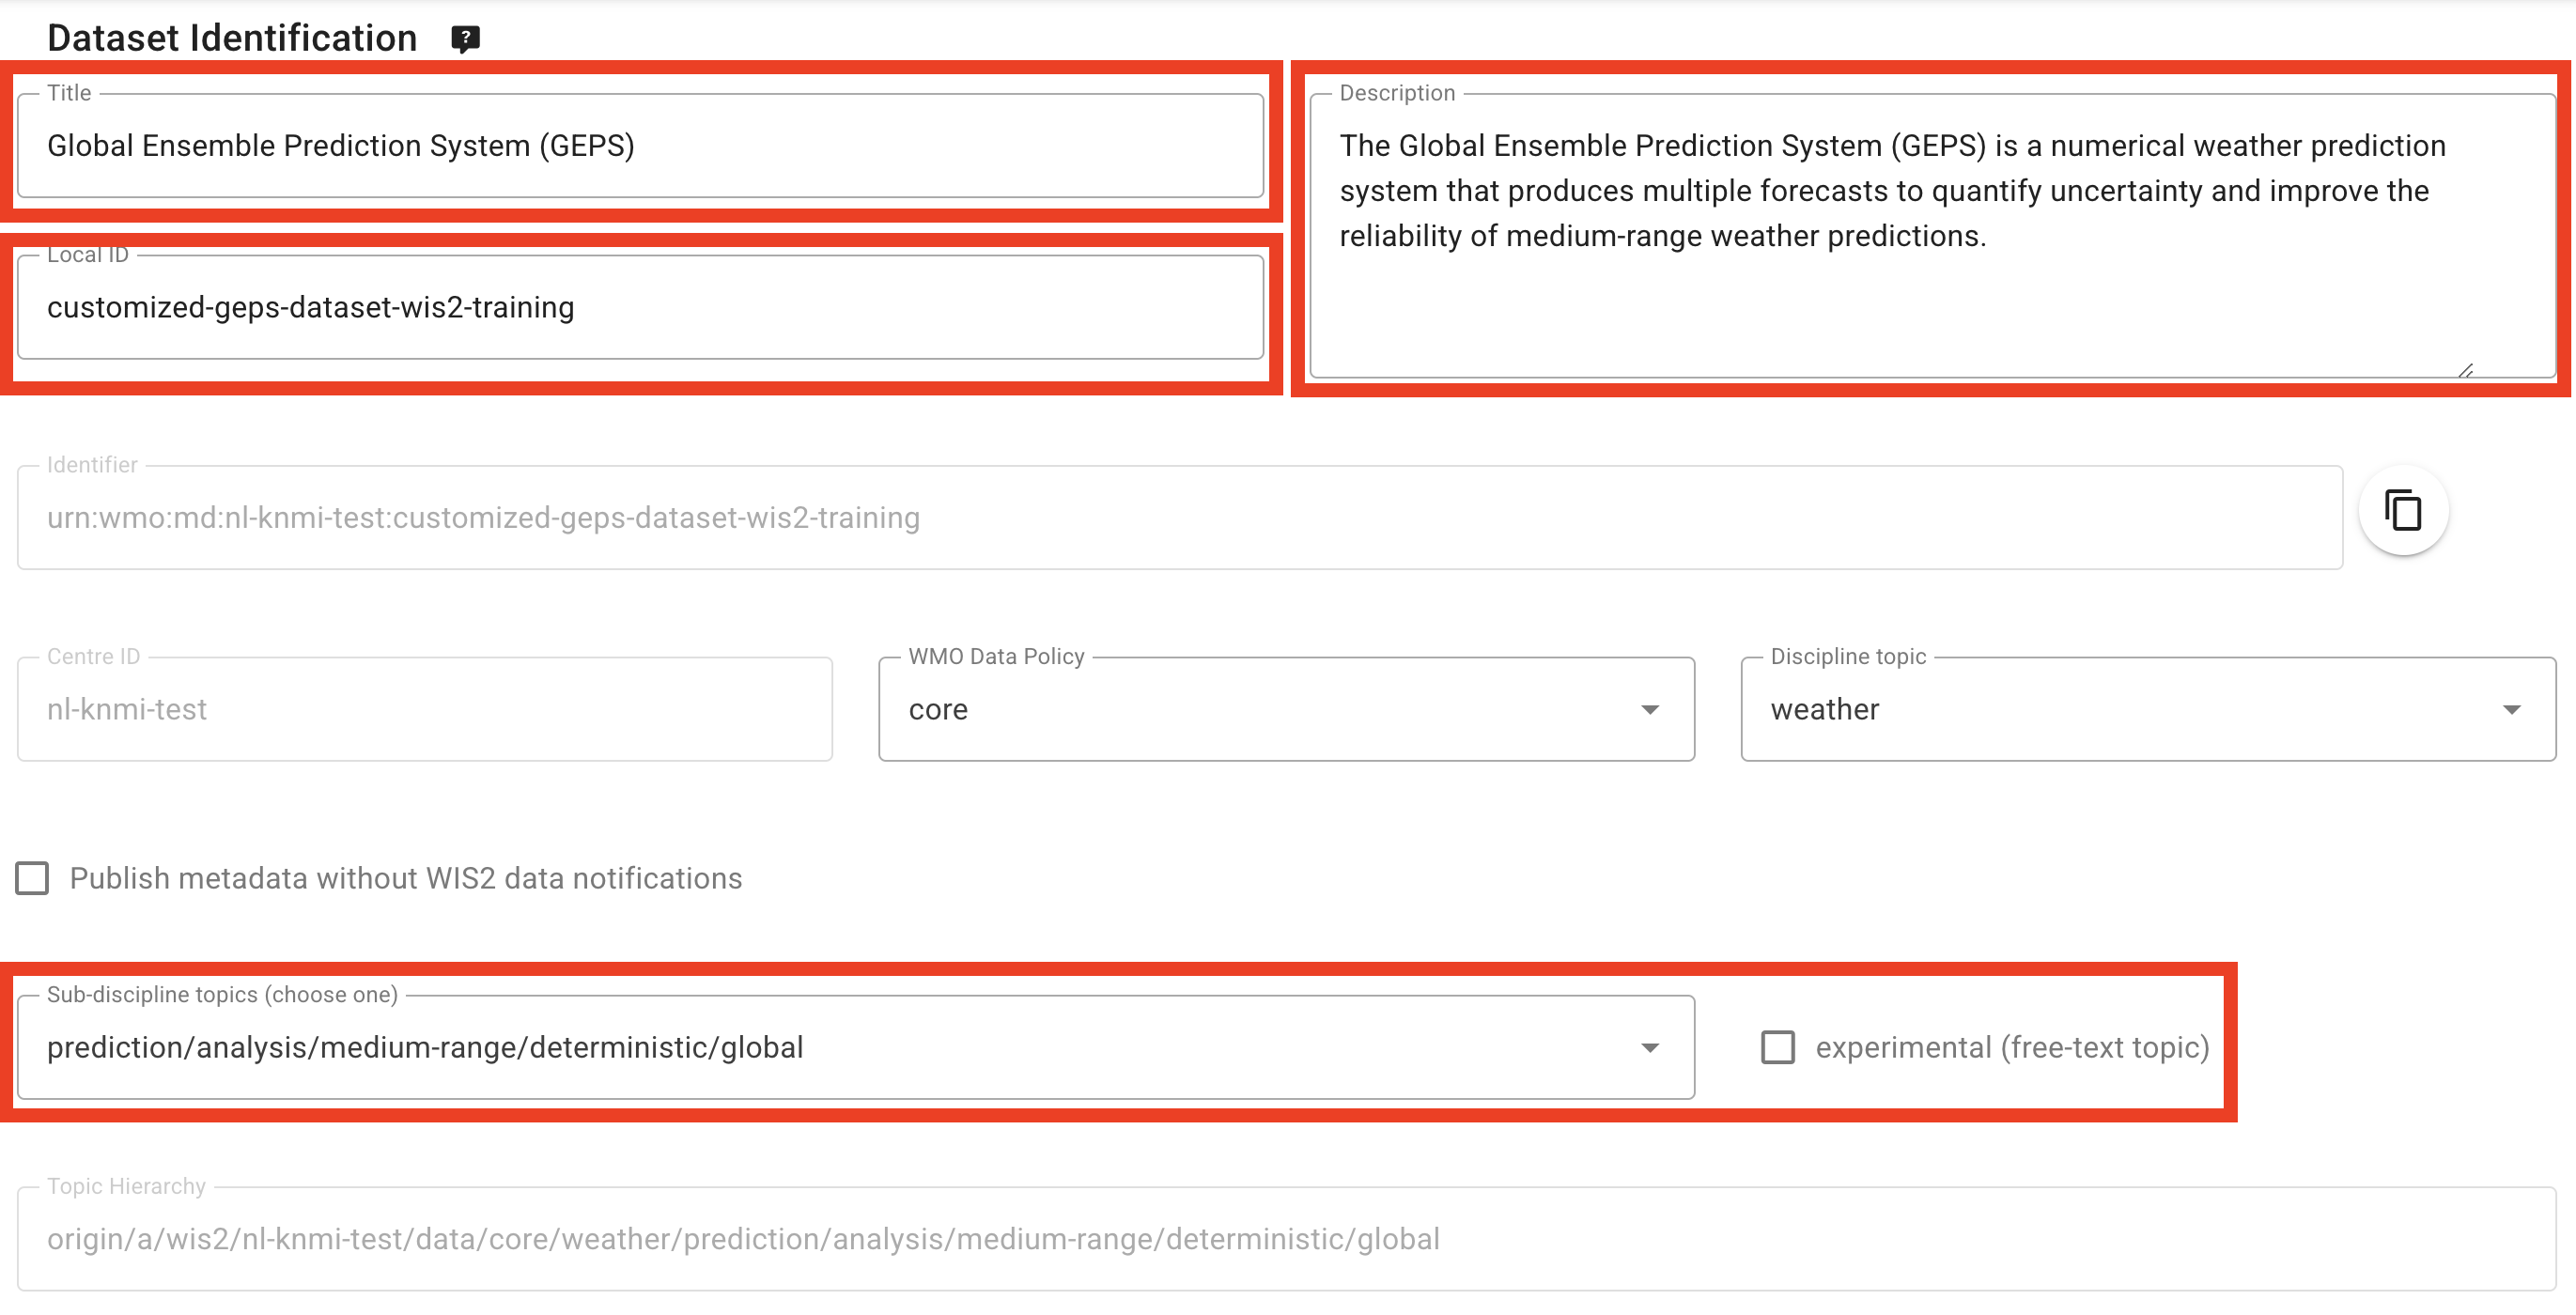 Dataset Identification
Title
Global Ensemble Prediction System (GEPS)
Description
The Global Ensemble Prediction System (GEPS) is a numerical weather prediction
system that produces multiple forecasts to quantify uncertainty and improve the
reliability of medium-range weather predictions.
Local ID
customized-geps-dataset-wis2-training
Identifier
urn:wmo:md:nl-knmi-test:customized-geps-dataset-wis2-training
Centre ID
nl-knmi-test
WMO Data Policy
core
Discipline topic
weather
Publish metadata without WIS2 data notifications
Sub-discipline topics (choose one)
prediction/analysis/medium-range/deterministic/global
experimental (free-text topic)
Topic Hierarchy
origin/a/wis2/nl-knmi-test/data/core/weather/prediction/analysis/medium-range/deterministic/global